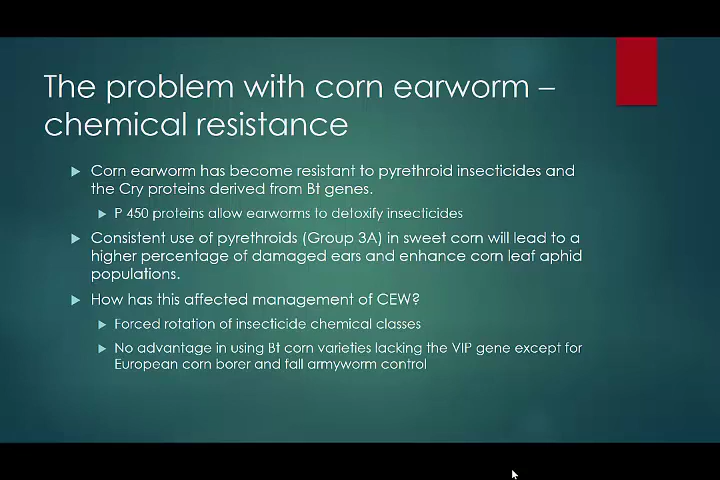 The problem with corn earworm –
chemical resistance
Corn earworm has become resistant to pyrethroid insecticides and
the Cry proteins derived from Bt genes.
P 450 proteins allow earworms to detoxify insecticides
Consistent use of pyrethroids (Group 3A) in sweet corn will lead to a
higher percentage of damaged ears and enhance corn leaf aphid
populations.
How has this affected management of CEW?
Forced rotation of insecticide chemical classes
No advantage in using Bt corn varieties lacking the VIP gene except for
European corn borer and fall armyworm control